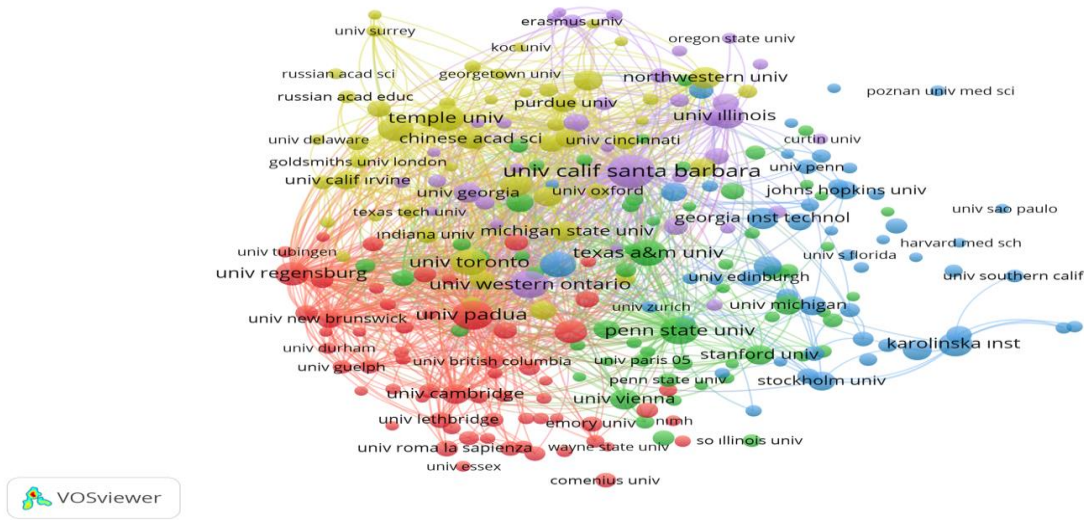 erasmus univ
univ surrey
oregon state univ
koc univ
russian acad sci
georgetown univ
northwestern univ
poznan univ med sci
russian acad educ
purdue univ
temple univ
univ ıllinois
univ delaware
chinese acad sci
univ cincinnati
curtin univ
goldsmiths univ london
univ calif santa barbara
univ penn
univ calif ırvine
univ georgia
univ oxford
johns hopkins univ
texas tech univ
georgia ınst technol
univ sao paulo
ındiana univ
michigan state univ
harvard med sch
univ tubingen
texas a&m univ
univ s florida
univ regensburg
univ toronto
univ edinburgh
univ southern calif
univ western ontario
univ zurich
univ michigan
univ new brunswick
univ padua
penn state univ
karolinska ınst
univ durham
univ guelph
univ british columbia
univ paris 05
stanford univ
penn state univ
stockholm univ
univ cambridge
univ vienna
univ lethbridge
emory univ
nimh
univ roma la sapienza
wayne state univ
so ıllinois univ
univ essex
comenius univ
VOSviewer